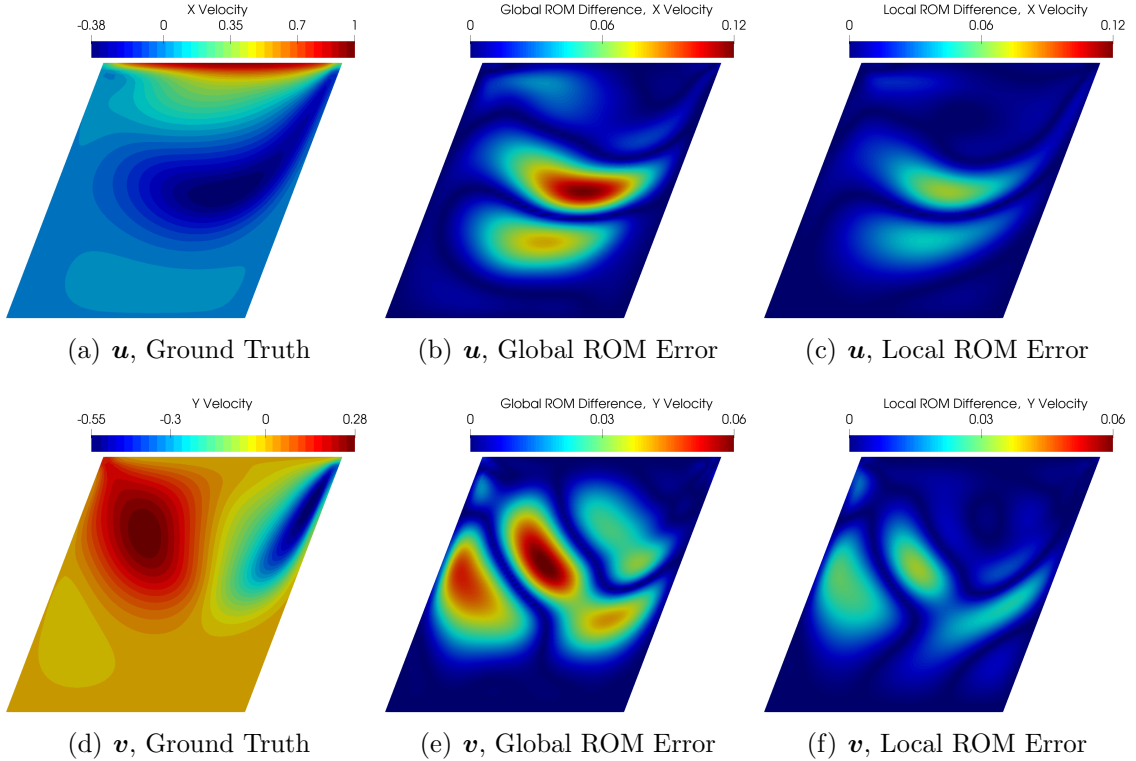 X Velocity
-0.38 0 0.35 0.7 1
Global ROM Difference, X Velocity
0 0.06 0.12
Local ROM Difference, X Velocity
0 0.06 0.12
(a) u, Ground Truth
(b) u, Global ROM Error
(c) u, Local ROM Error
Y Velocity
-0.55 -0.3 0 0.28
Global ROM Difference, Y Velocity
0 0.03 0.06
Local ROM Difference, Y Velocity
0 0.03 0.06
(d) v, Ground Truth
(e) v, Global ROM Error
(f) v, Local ROM Error